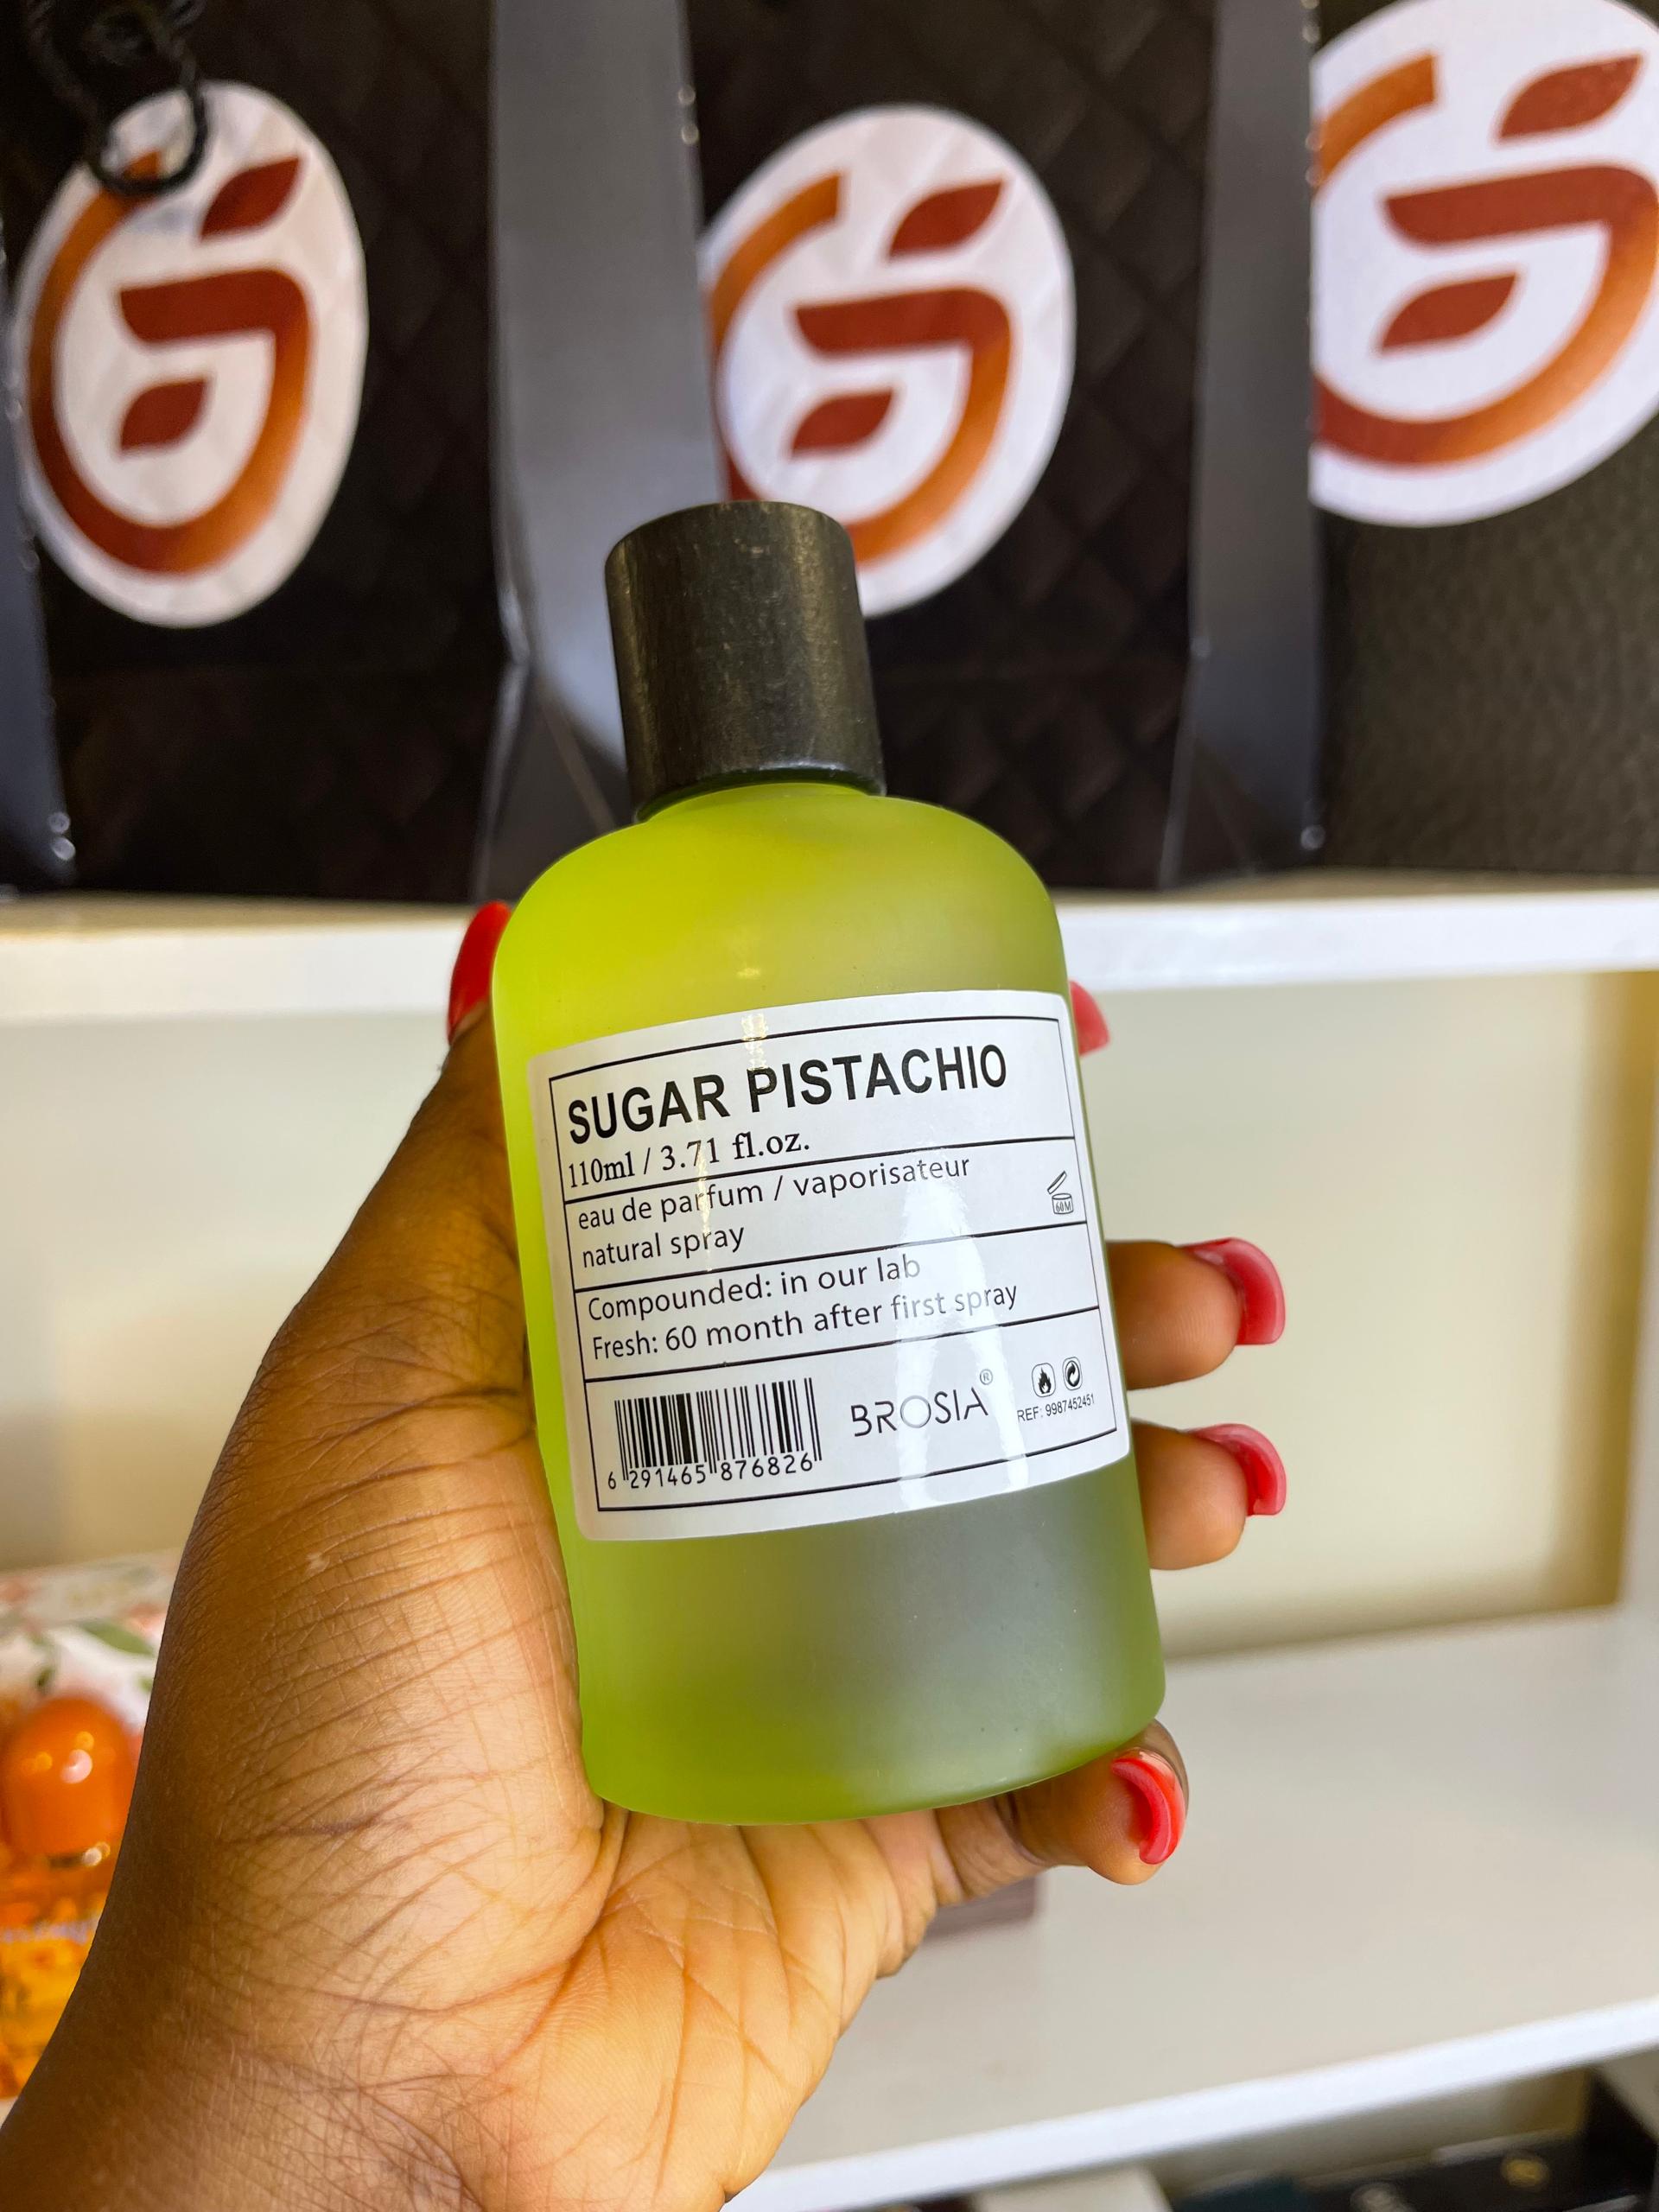 SUGAR PISTACHIO
110ml / 3.71 fl.oz.
eau de parfum / vaporisateur
natural spray
60M
Compounded: in our lab
Fresh: 60 month after first spray
6 291465 876826
BROSIA®
REF: 9987452451